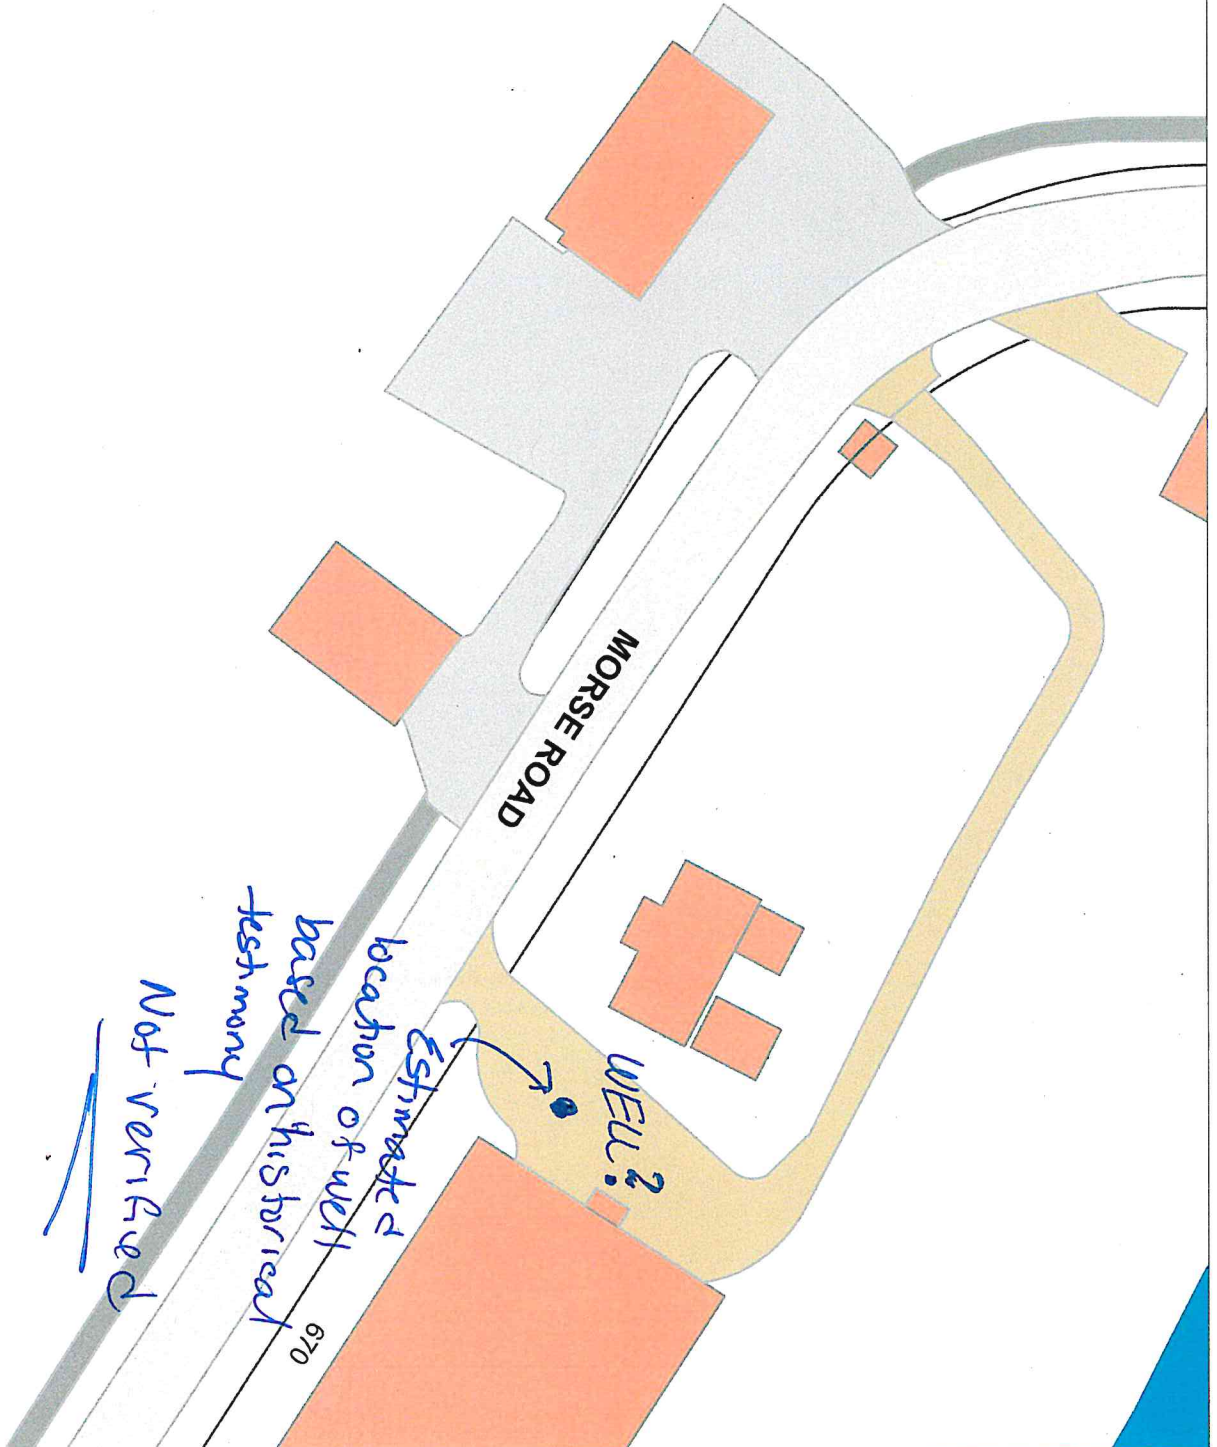 MORSE ROAD
WELL?
Estimated
location of well
based on historical
testimony
Not verified
670